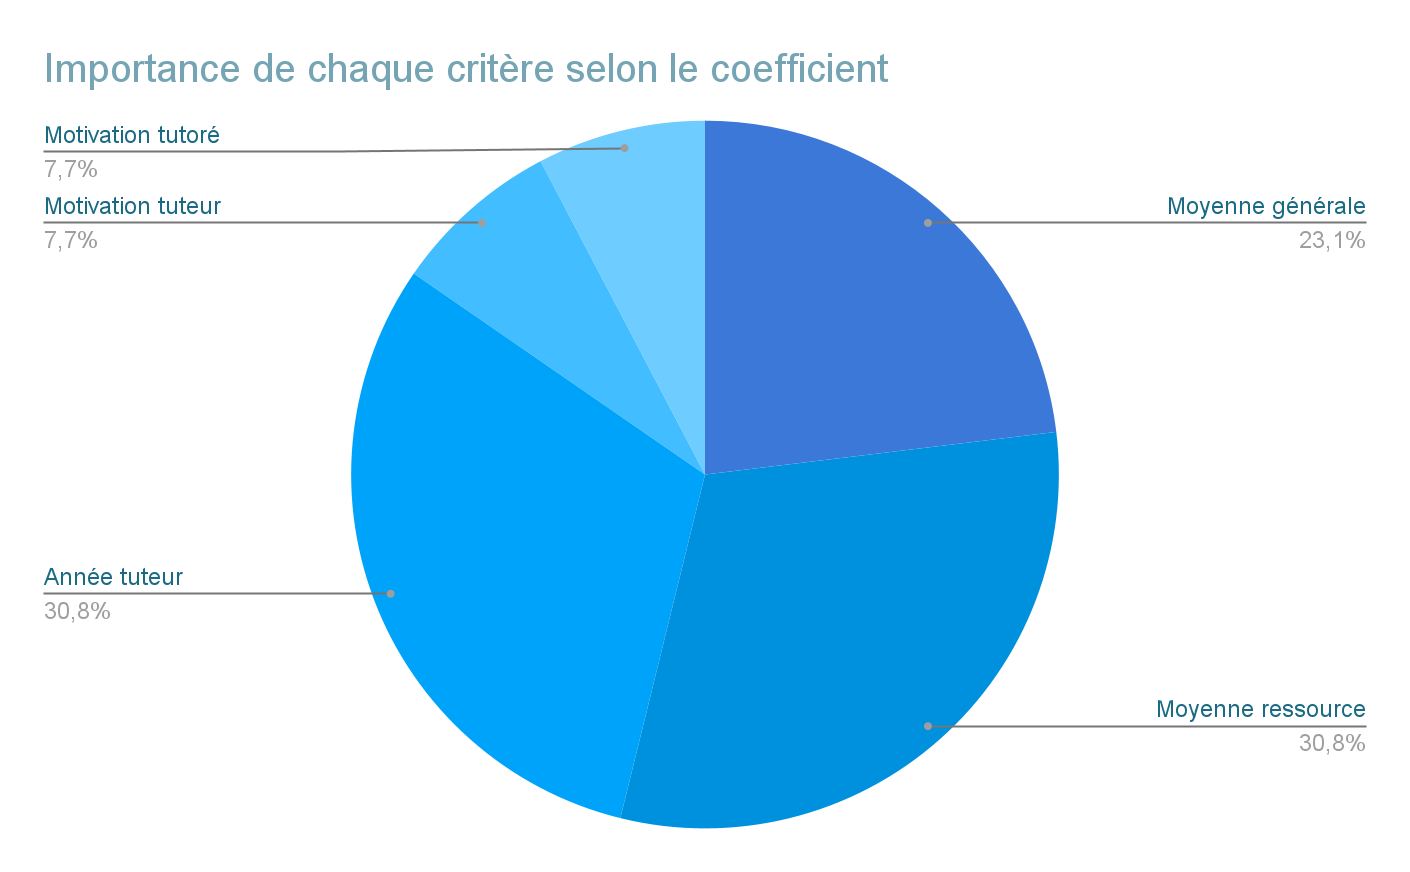 Importance de chaque critère selon le coefficient
Motivation tutoré
7,7%
Motivation tuteur
7,7%
Moyenne générale
23,1%
Année tuteur
30,8%
Moyenne ressource
30,8%